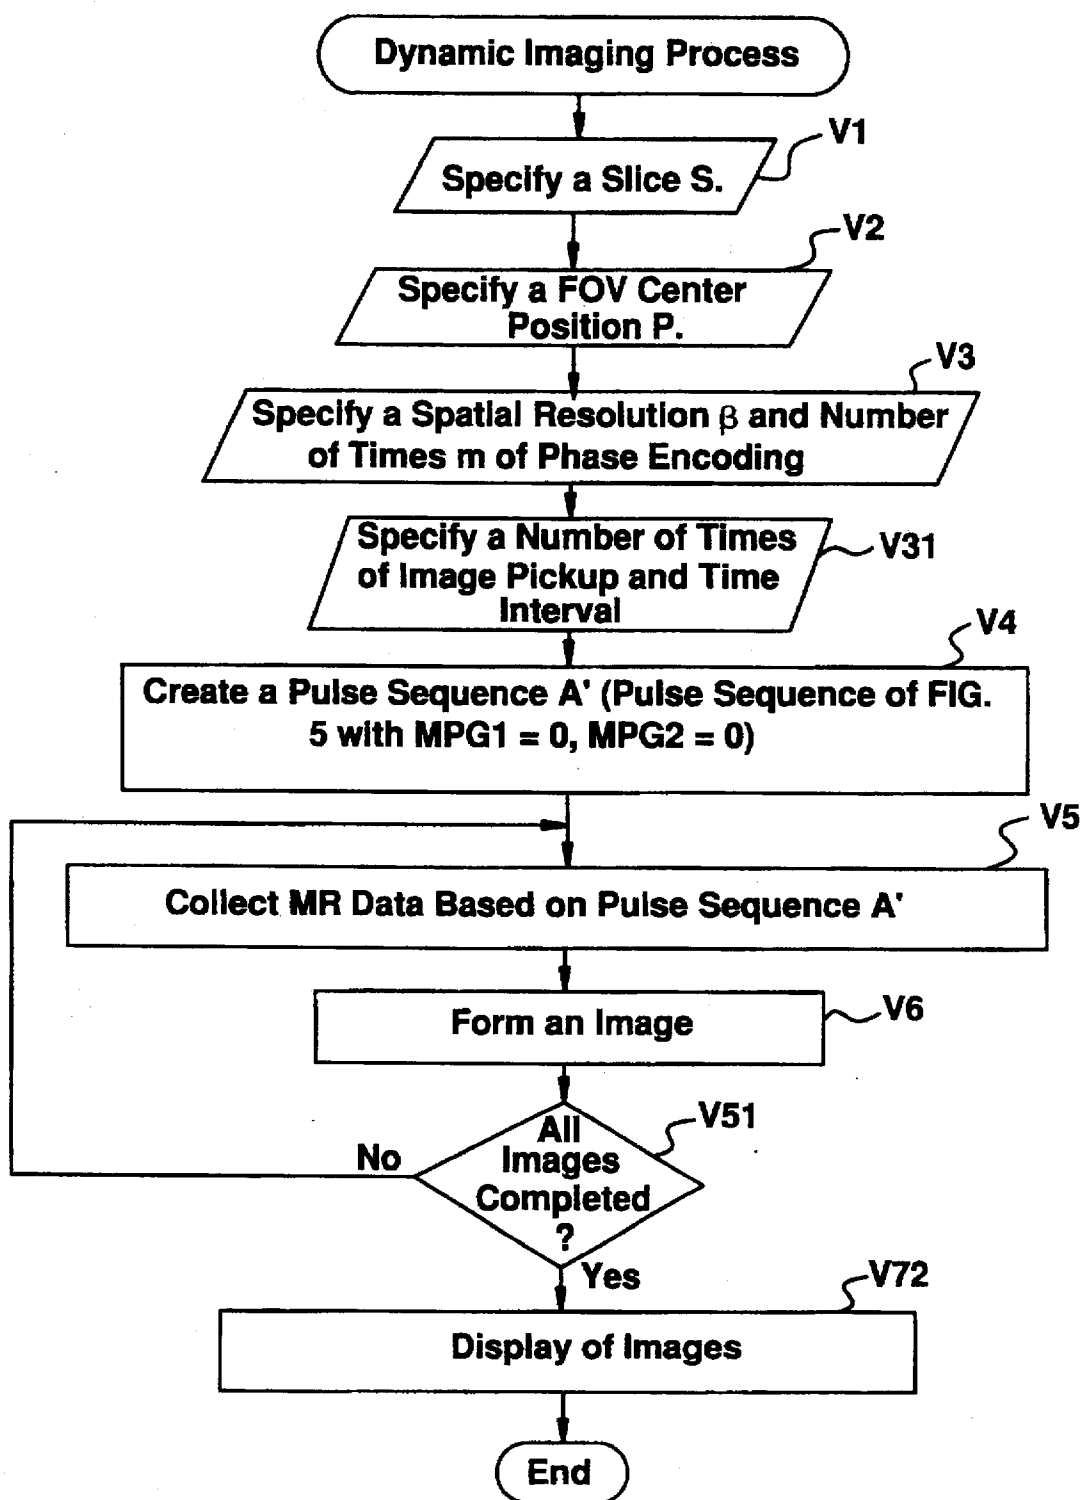 Dynamic Imaging Process
V1
Specify a Slice S.
V2
Specify a FOV Center
Position P.
V3
Specify a Spatial Resolution β and Number
of Times m of Phase Encoding
Specify a Number of Times
of Image Pickup and Time
Interval
V31
V4
Create a Pulse Sequence A' (Pulse Sequence of FIG.
5 with MPG1 = 0, MPG2 = 0)
V5
Collect MR Data Based on Pulse Sequence A'
Form an Image
V6
V51
All
Images
Completed
?
No
Yes
V72
Display of Images
End